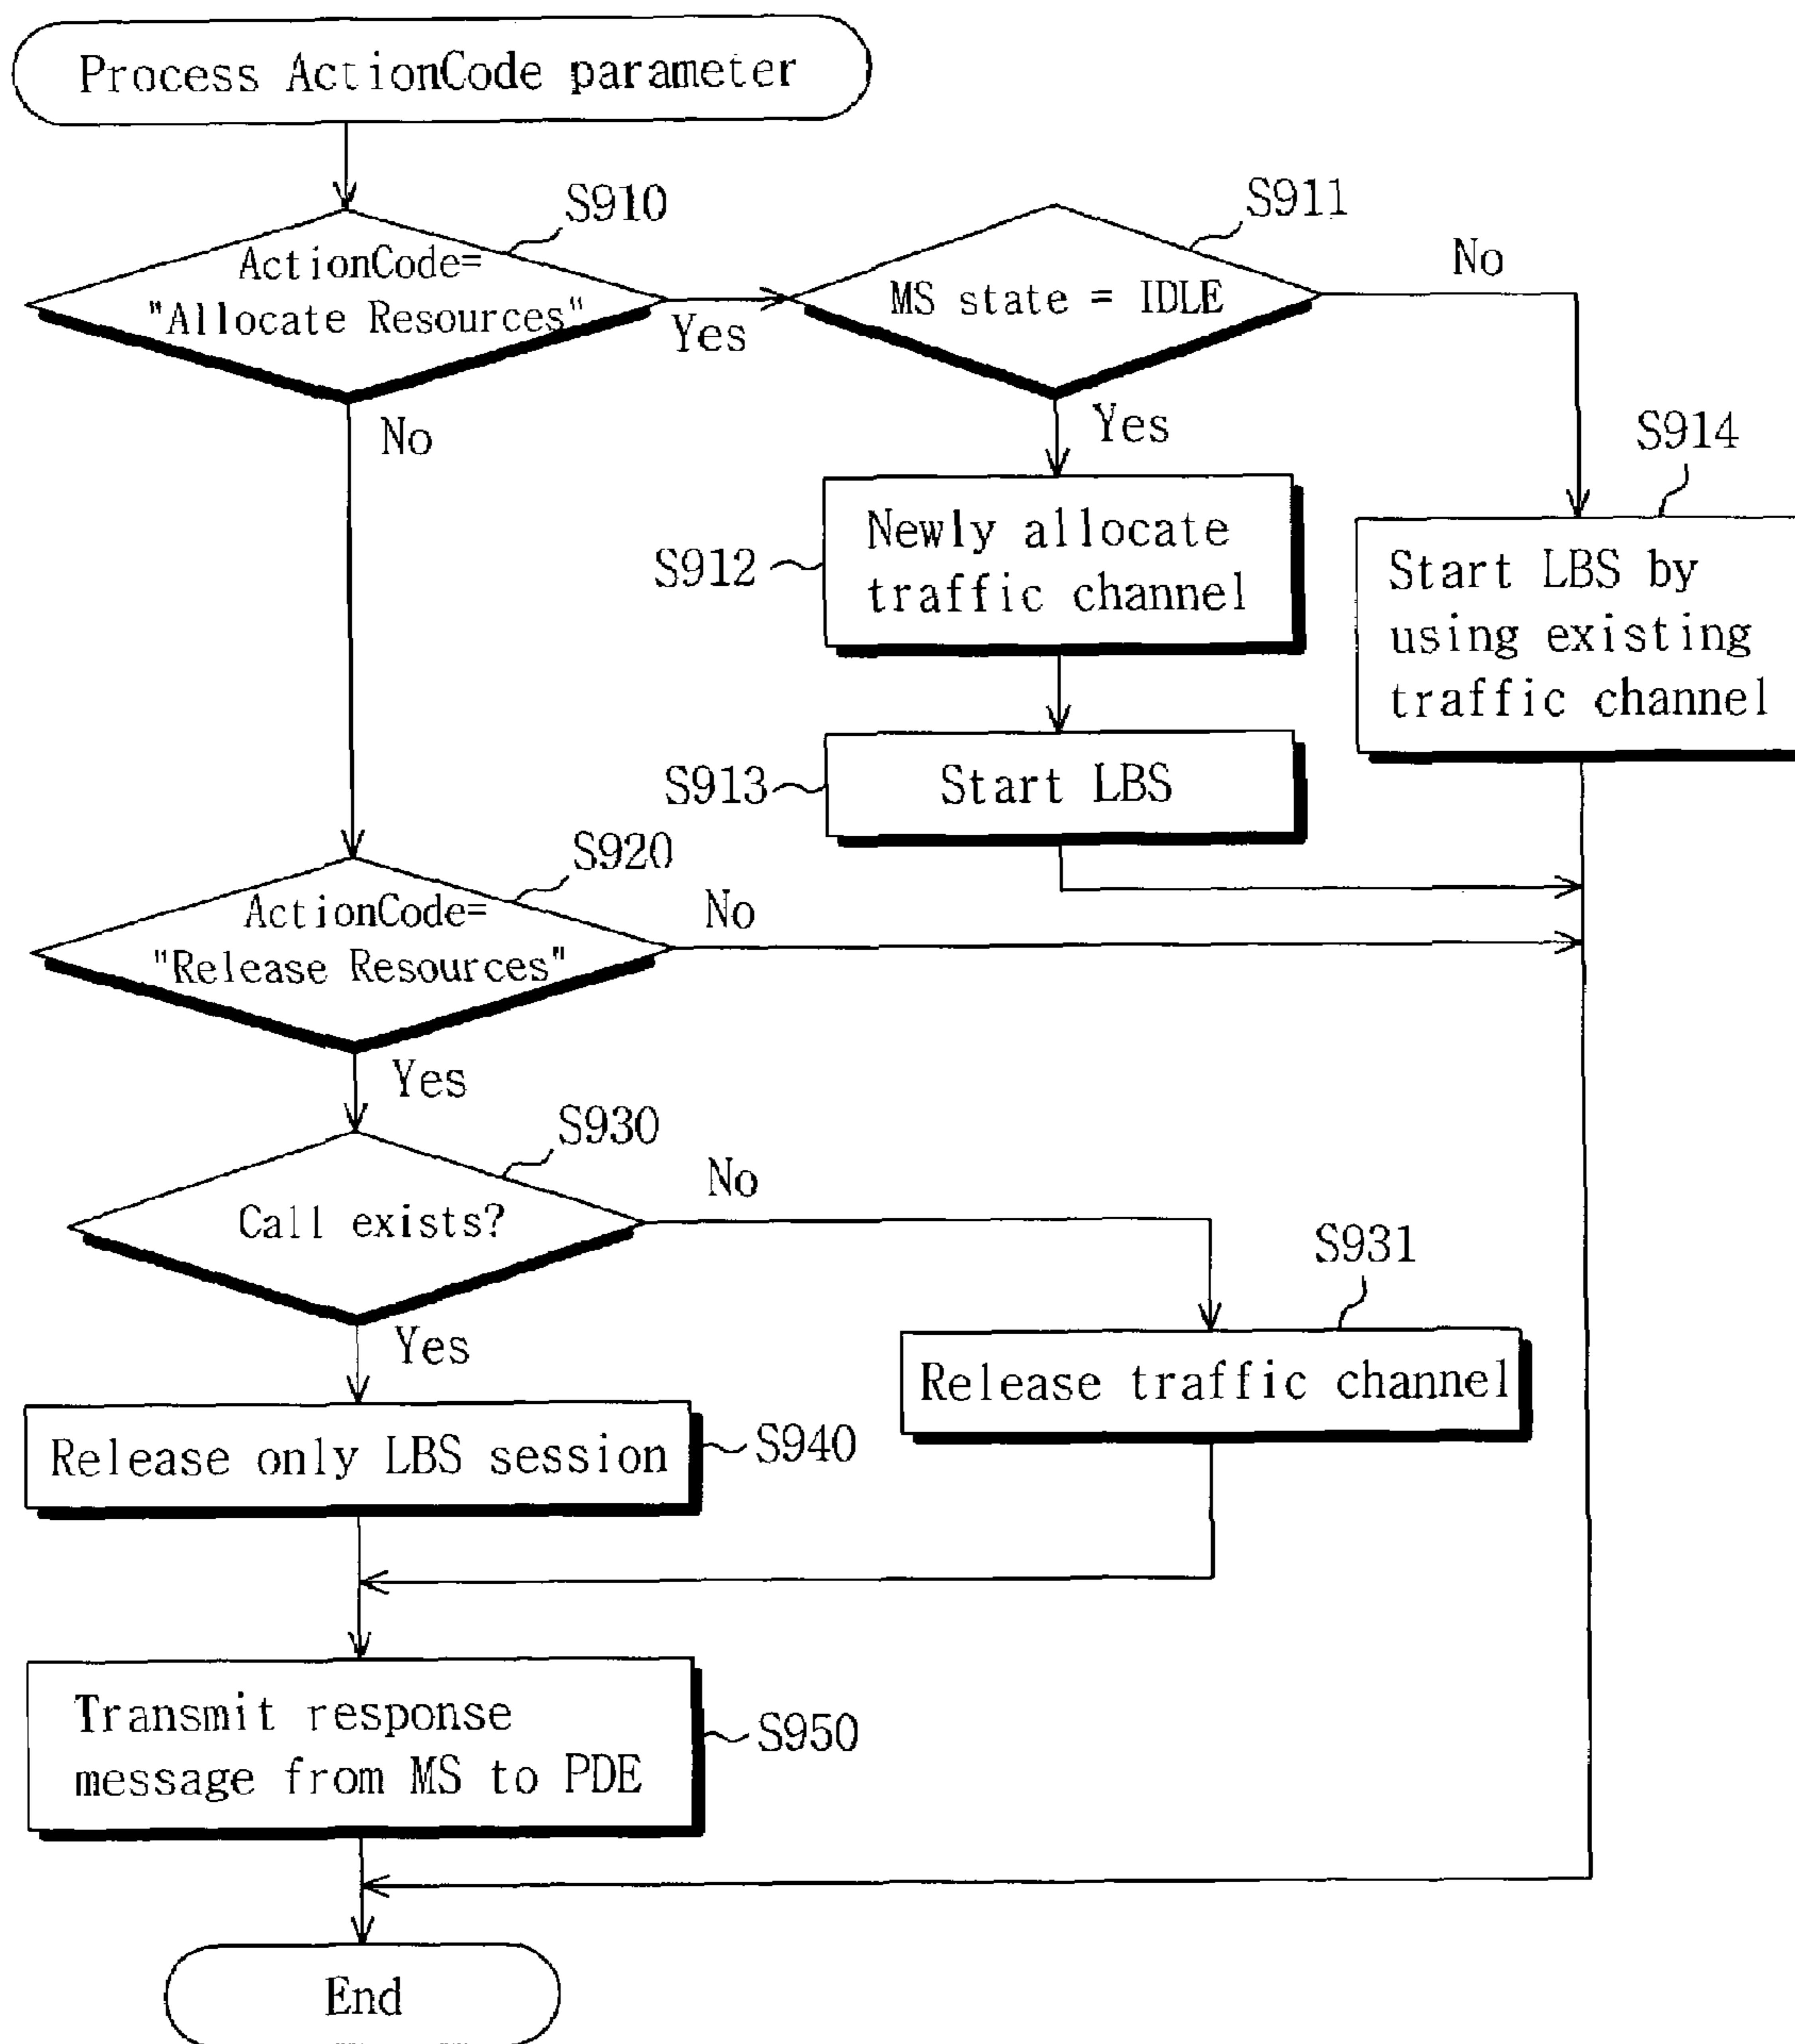 Process ActionCode parameter
S910
ActionCode=
"Allocate Resources"
Yes
No
S911
MS state = IDLE
No
Yes
S912
Newly allocate
traffic channel
S914
Start LBS by
using existing
traffic channel
S913
Start LBS
S920
ActionCode=
"Release Resources"
No
Yes
S930
Call exists?
No
Yes
S931
Release traffic channel
Release only LBS session
S940
Transmit response
message from MS to PDE
S950
End